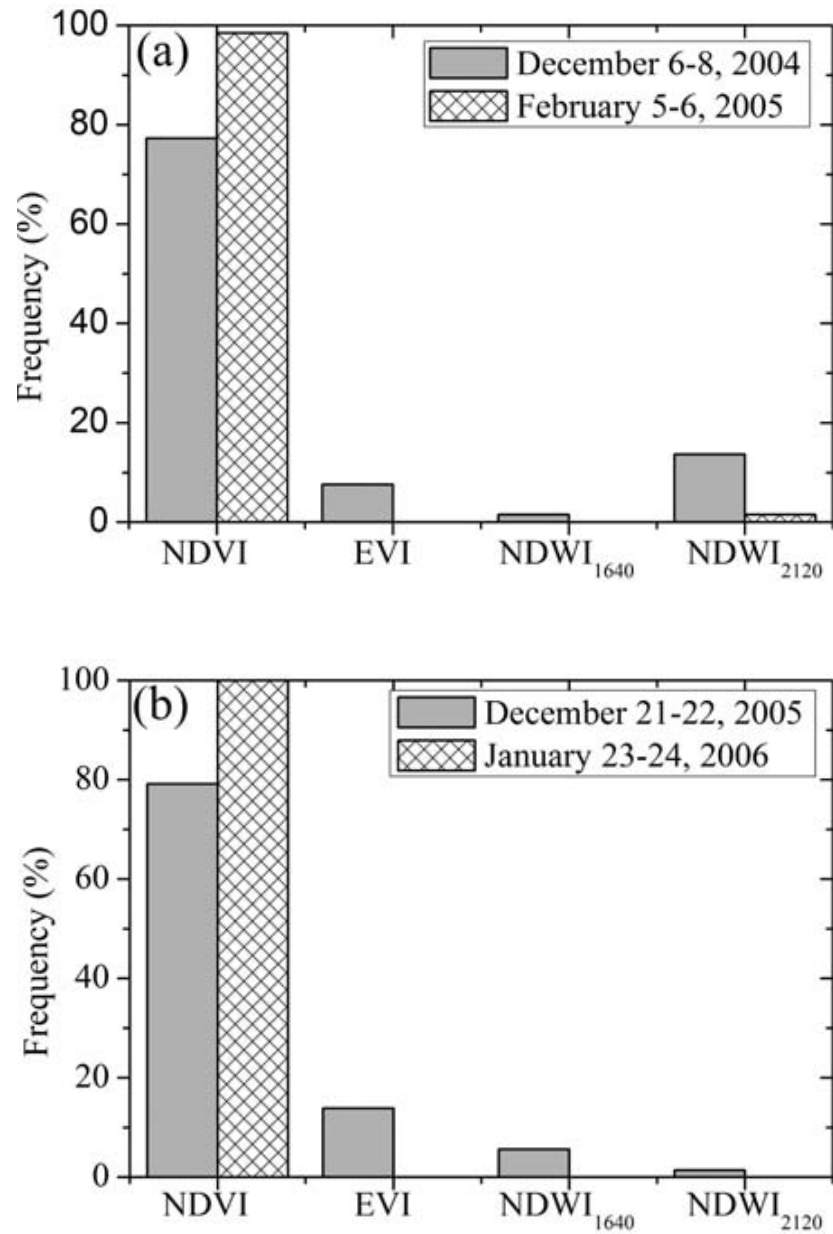 (a)
December 6-8, 2004
February 5-6, 2005
Frequency (%)
100
80
60
40
20
0
NDVI EVI NDWI1640 NDWI2120
(b)
December 21-22, 2005
January 23-24, 2006
Frequency (%)
100
80
60
40
20
0
NDVI EVI NDWI1640 NDWI2120